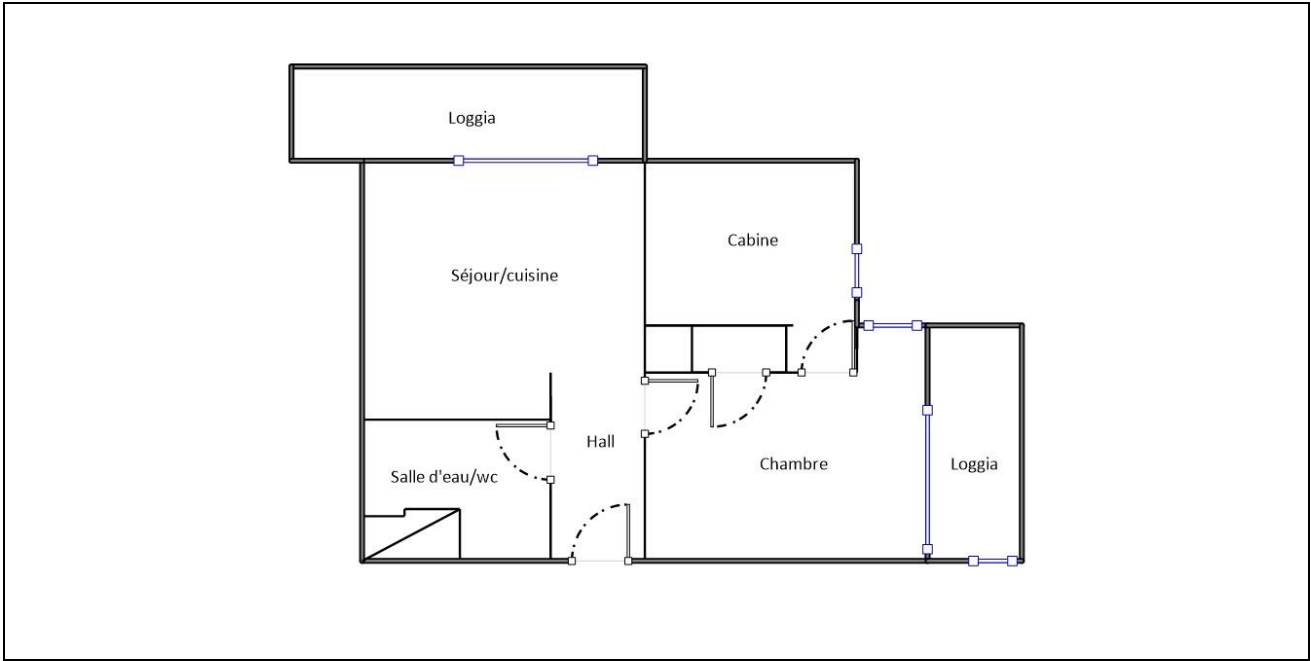 Loggia
Cabine
Séjour/cuisine
Hall
Chambre
Loggia
Salle d'eau/wc